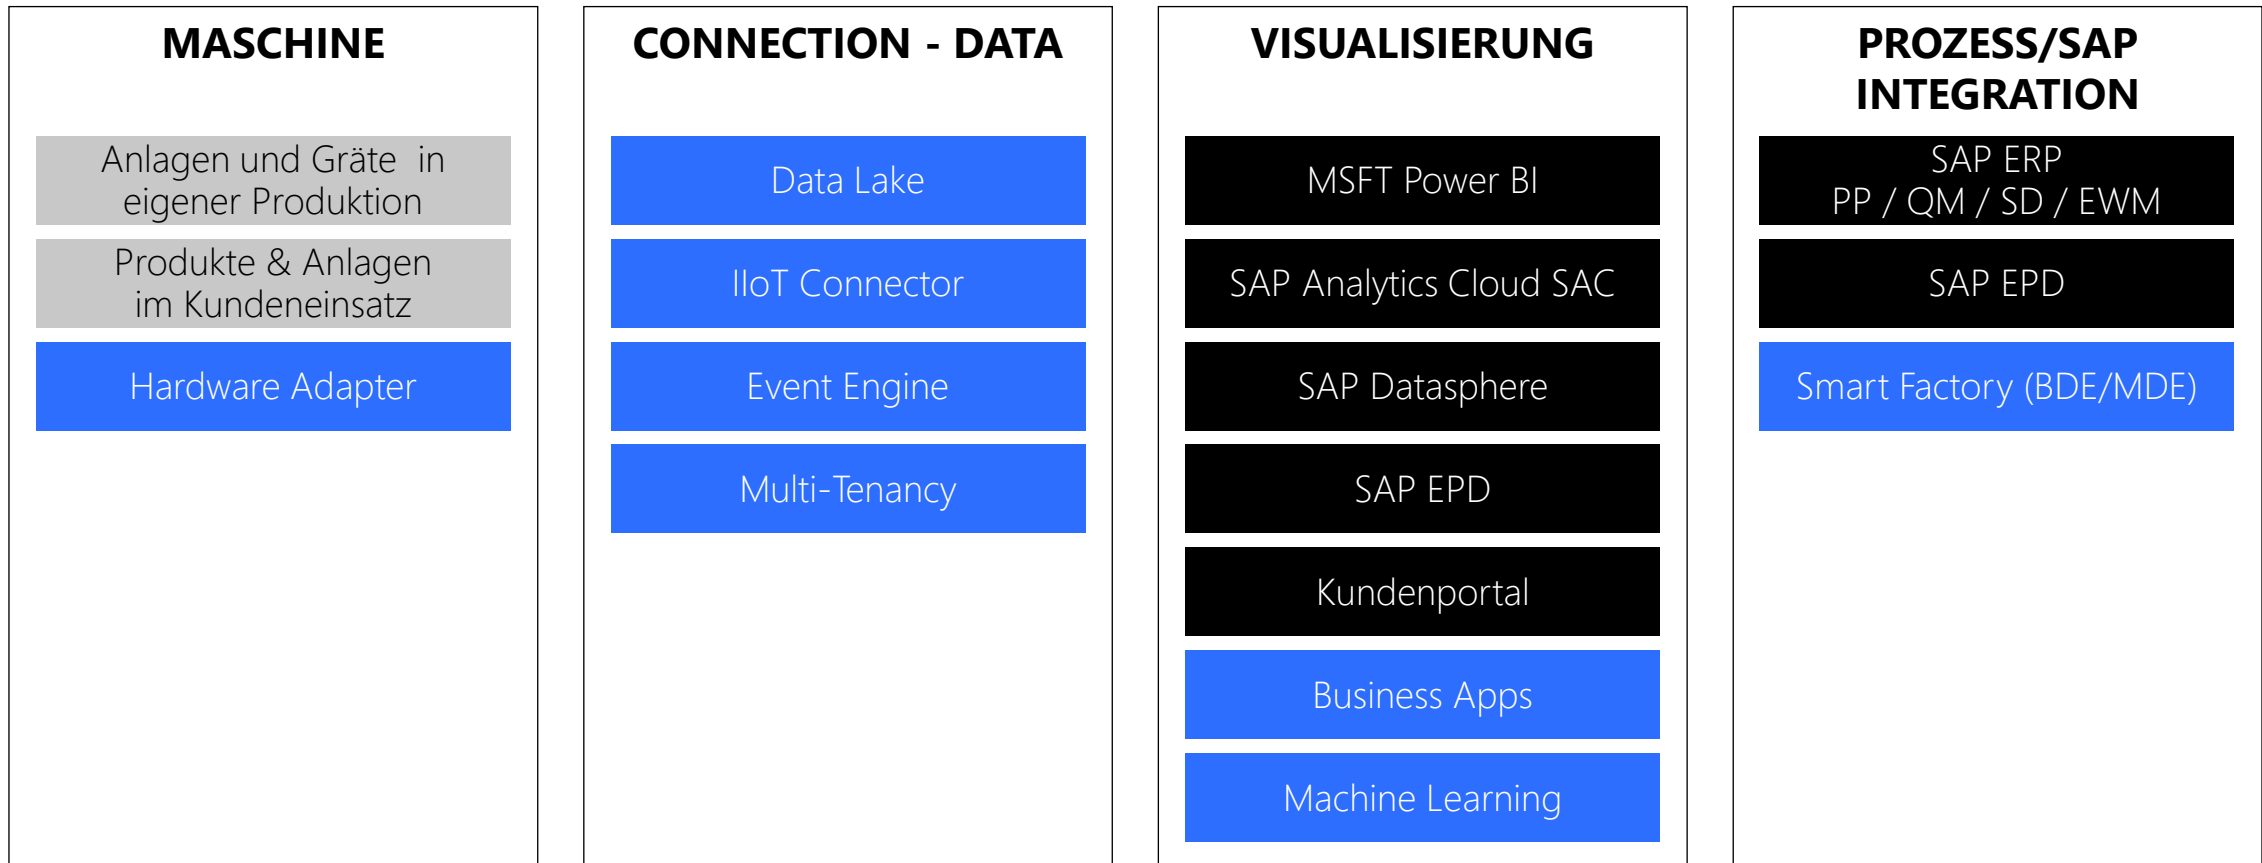 MASCHINE
Anlagen und Gräte  in
eigener Produktion
Produkte & Anlagen
im Kundeneinsatz
Hardware Adapter
CONNECTION - DATA
Data Lake
IIoT Connector
Event Engine
Multi-Tenancy
VISUALISIERUNG
MSFT Power BI
SAP Analytics Cloud SAC
SAP Datasphere
SAP EPD
Kundenportal
Business Apps
Machine Learning
PROZESS/SAP
INTEGRATION
SAP ERP
PP / QM / SD / EWM
SAP EPD
Smart Factory (BDE/MDE)